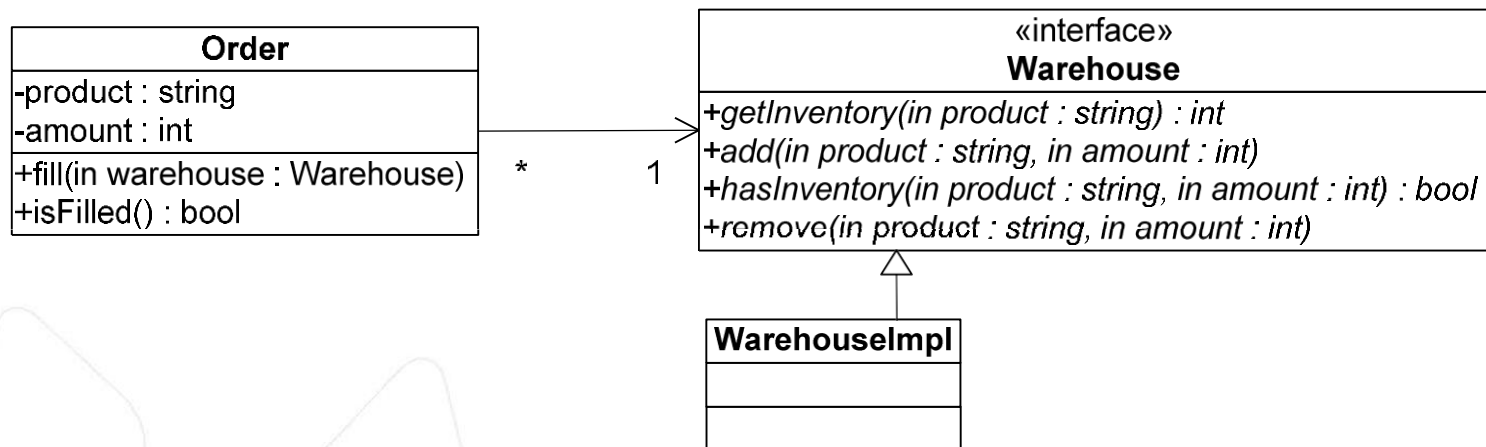 Order
-product : string
-amount : int
+fill(in warehouse : Warehouse)
+isFilled() : bool
*
1
«interface»
Warehouse
+getInventory(in product : string) : int
+add(in product : string, in amount : int)
+hasInventory(in product : string, in amount : int) : bool
+remove(in product : string, in amount : int)
WarehouseImpl